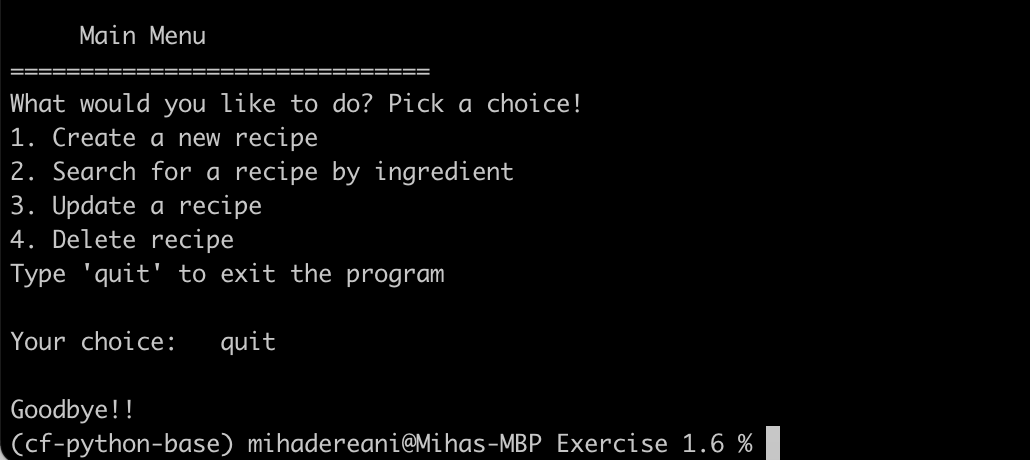 Main Menu
==============================
What would you like to do? Pick a choice!
1. Create a new recipe
2. Search for a recipe by ingredient
3. Update a recipe
4. Delete recipe
Type 'quit' to exit the program
Your choice:   quit
Goodbye!!
(cf-python-base) mihadereani@Mihas-MBP Exercise 1.6 %